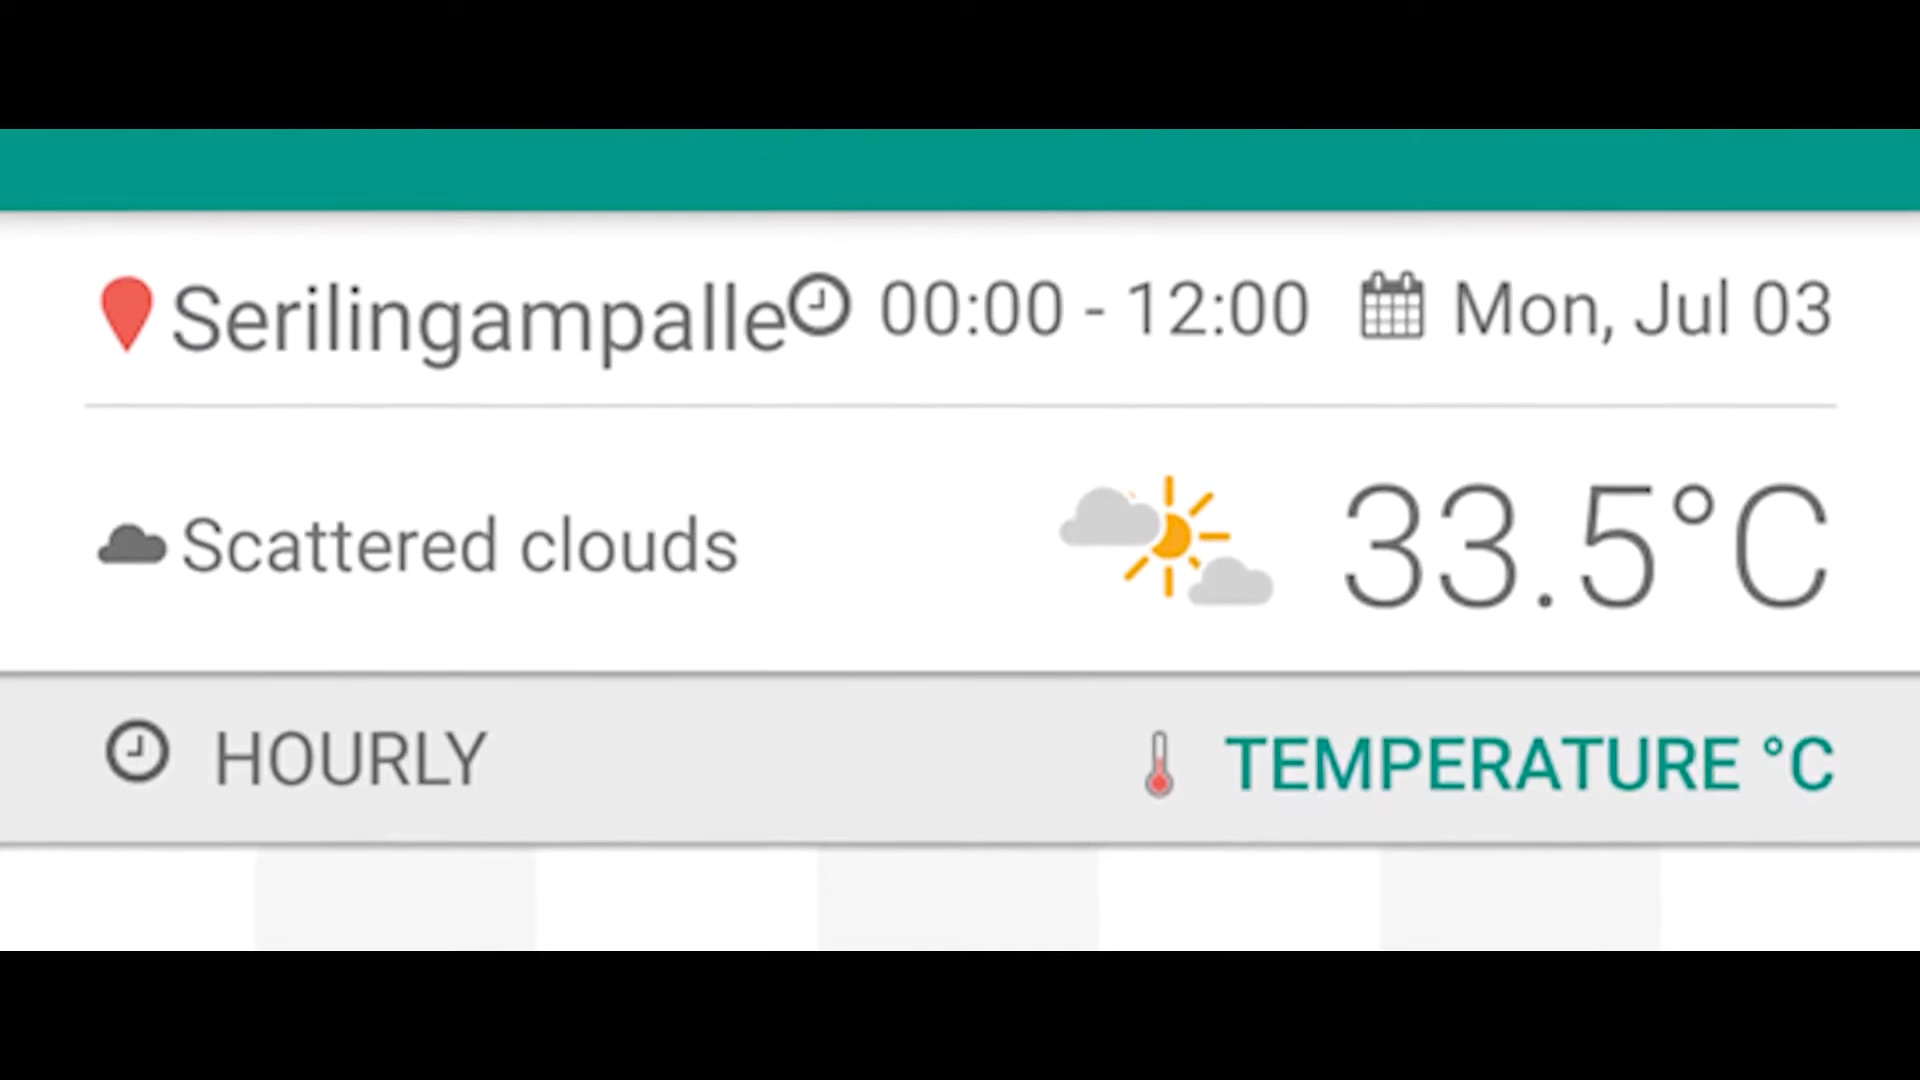 Serilingampalle 00:00 - 12:00 Mon, Jul 03
Scattered clouds 33.5°C
HOURLY TEMPERATURE °C